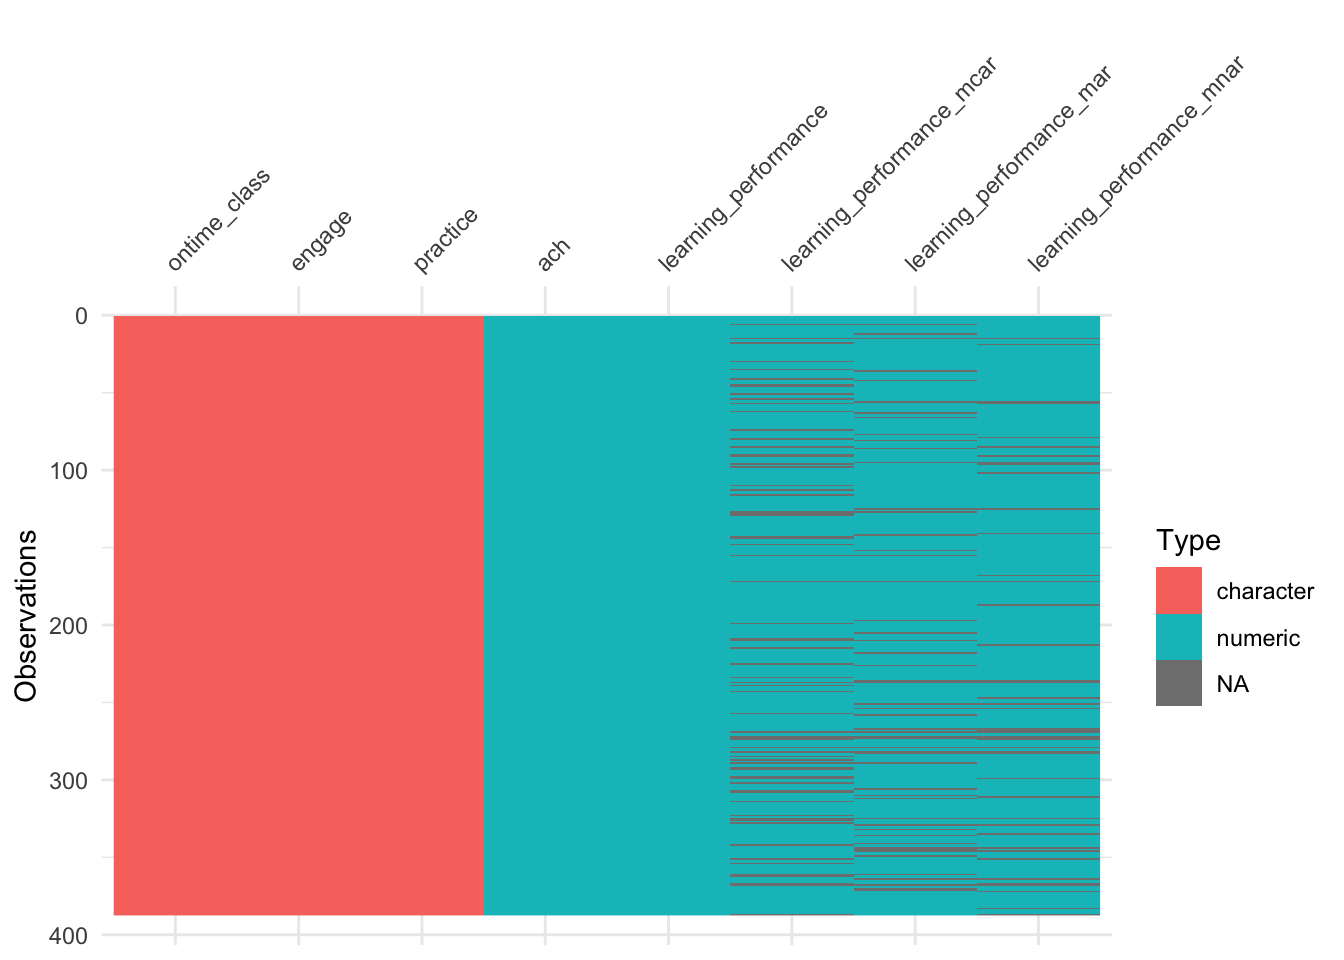 ontime_class
engage
practice
ach
learning_performance
learning_performance_mcar
learning_performance_mar
learning_performance_mnar
0
100
200
300
400
Observations
Type
character
numeric
NA